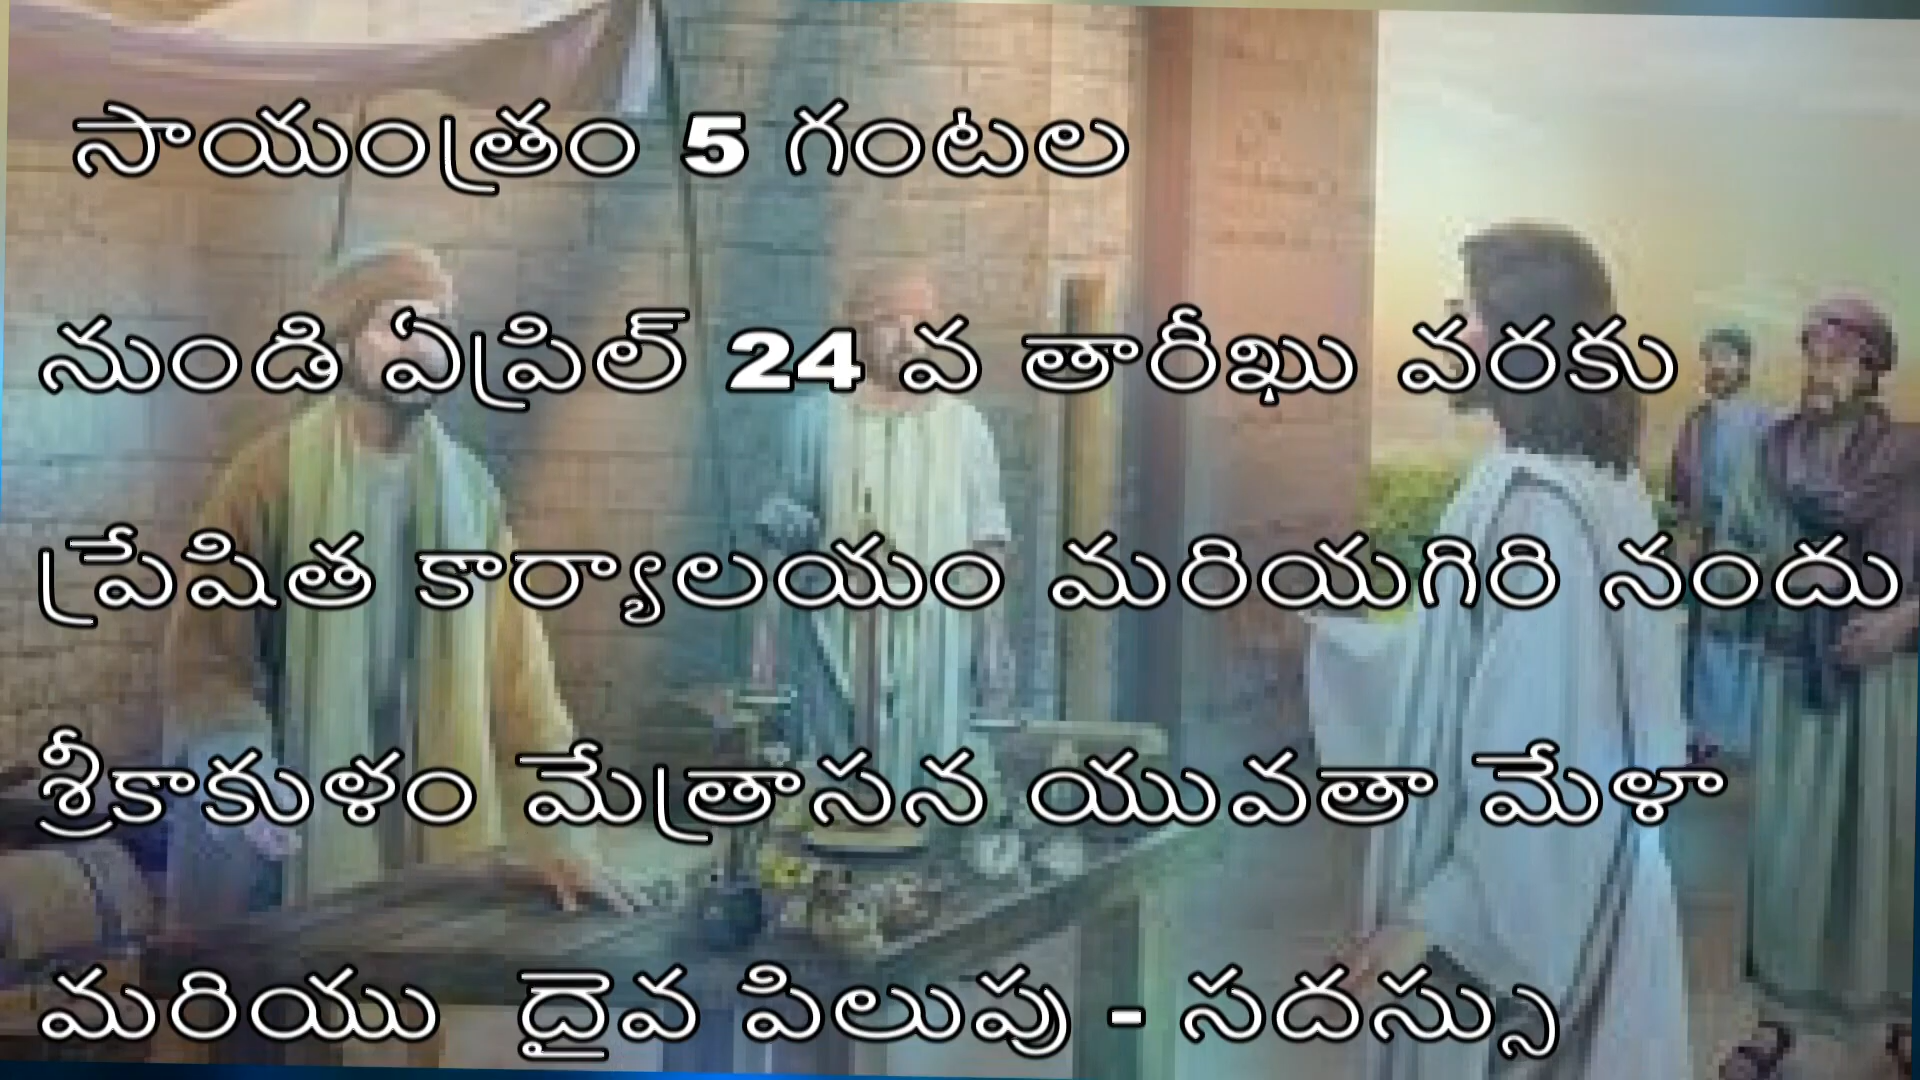 సాయంత్రం 5 గంటల
నుండి ఏప్రిల్ 24 వ తారీఖు వరకు
ప్రేషిత కార్యాలయం మరియగిరి నందు
శ్రీకాకుళం మేత్రాసన యువతా మేళా
మరియు దైవ పిలుపు - సదస్సు